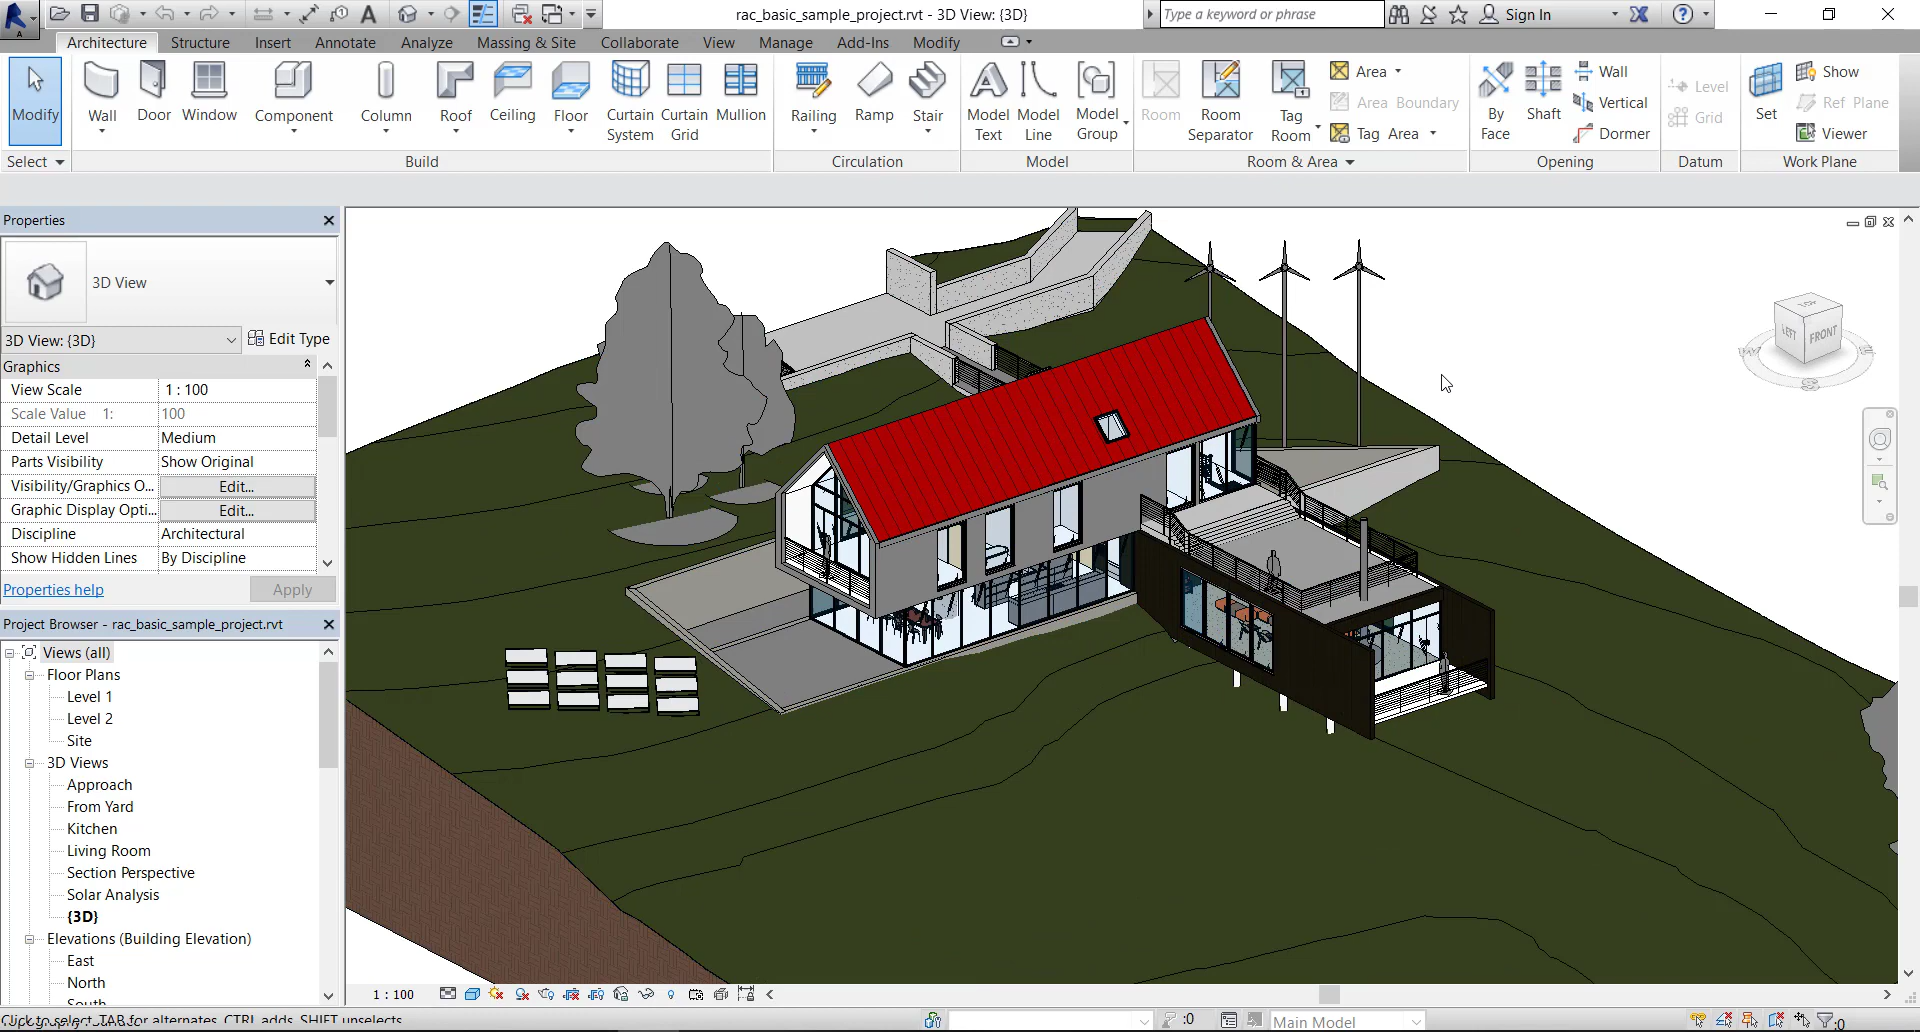 rac_basic_sample_project.rvt - 3D View: {3D}
Type a keyword or phrase
Sign In
Architecture Structure Insert Annotate Analyze Massing & Site Collaborate View Manage Add-Ins Modify
Modify
Wall
Door
Window
Component
Column
Roof
Ceiling
Floor
Curtain
System
Curtain
Grid
Mullion
Railing
Ramp
Stair
Model
Text
Model
Line
Model
Group
Room
Room
Separator
Tag
Room
Area
Area Boundary
Tag Area
By
Face
Shaft
Wall
Vertical
Dormer
Level
Grid
Set
Show
Ref Plane
Viewer
Select
Build
Circulation
Model
Room & Area
Opening
Datum
Work Plane
Properties
3D View
3D View: {3D}
Edit Type
Graphics
View Scale 1 : 100
Scale Value 1: 100
Detail Level Medium
Parts Visibility Show Original
Visibility/Graphics O... Edit...
Graphic Display Opti... Edit...
Discipline Architectural
Show Hidden Lines By Discipline
Properties help
Apply
Project Browser - rac_basic_sample_project.rvt
Views (all)
Floor Plans
Level 1
Level 2
Site
3D Views
Approach
From Yard
Kitchen
Living Room
Section Perspective
Solar Analysis
{3D}
Elevations (Building Elevation)
East
North
South
TOP
LEFT
FRONT
S
1 : 100
Click to select, TAB for alternates, CTRL adds, SHIFT unselects.
:0
Main Model
:0